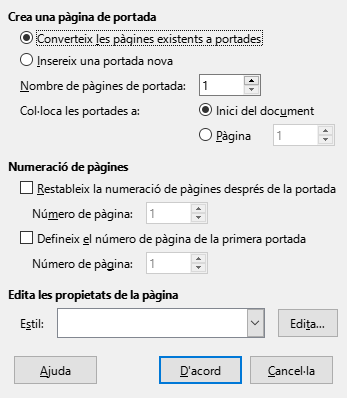 Crea una pàgina de portada
Converteix les pàgines existents a portades
Insereix una portada nova
Nombre de pàgines de portada: 1
Col·loca les portades a: Inici del document
Pàgina 1
Numeració de pàgines
Restableix la numeració de pàgines després de la portada
Número de pàgina: 1
Defineix el número de pàgina de la primera portada
Número de pàgina: 1
Edita les propietats de la pàgina
Estil: Edita...
Ajuda D'acord Cancel·la